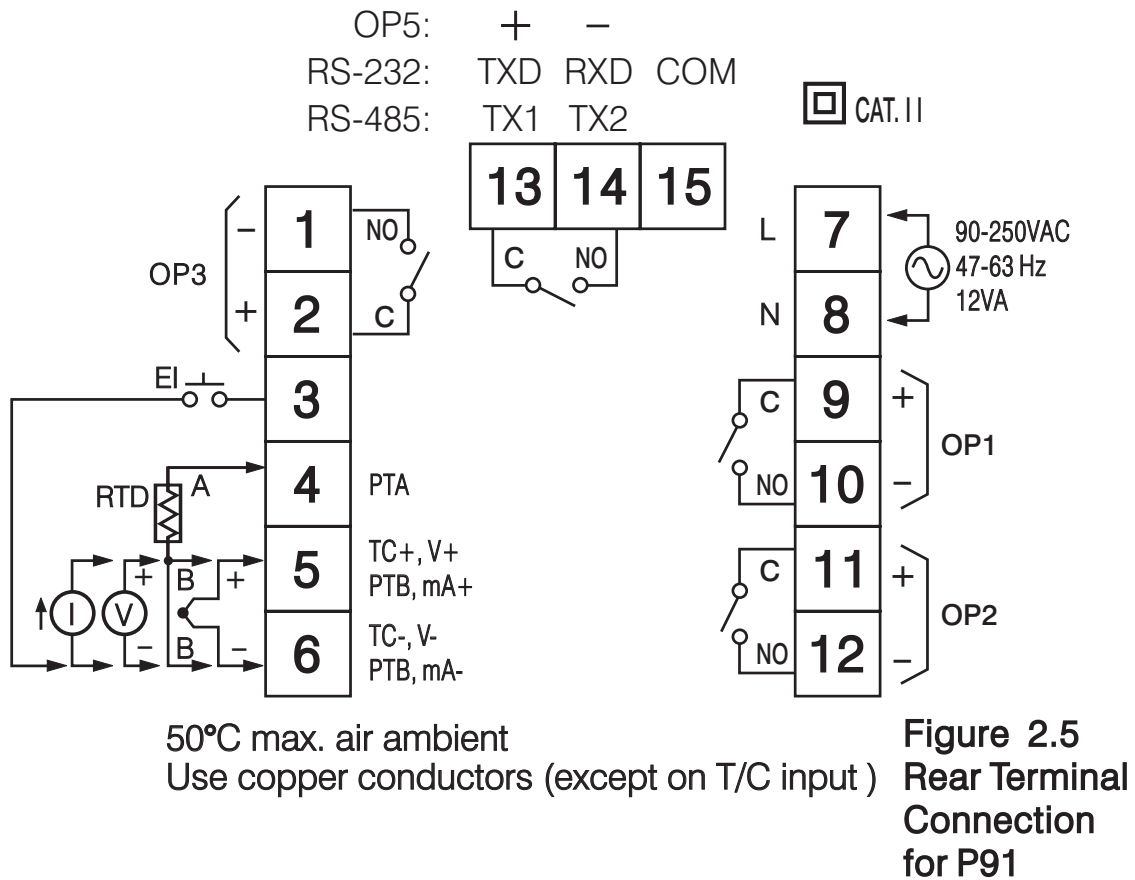 OP5: + −
RS-232: TXD RXD COM
RS-485: TX1 TX2
CAT. II
13 14 15
C NO
OP3
−
+
1
2
3
4
5
6
NO
C
EI
RTD
A
PTA
TC+, V+
PTB, mA+
TC-, V-
PTB, mA-
I
V
+
−
B
B
+
−
L
N
7
8
9
10
11
12
90-250VAC
47-63 Hz
12VA
C
NO
+
−
OP1
C
NO
+
−
OP2
50°C max. air ambient
Use copper conductors (except on T/C input )
Figure 2.5
Rear Terminal
Connection
for P91